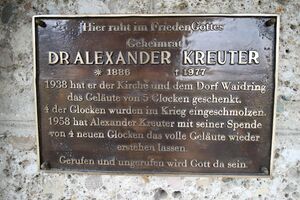 Hier ruht im Frieden Gottes
Geheimrat
DR ALEXANDER KREUTER
* 1886 † 1977
1938 hat er der Kirche und dem Dorf Waidring
das Geläute von 5 Glocken geschenkt.
4 der Glocken wurden im Krieg eingeschmolzen.
1958 hat Alexander Kreuter mit seiner Spende
von 4 neuen Glocken das volle Geläute wieder
erstehen lassen.
Gerufen und ungerufen wird Gott da sein.